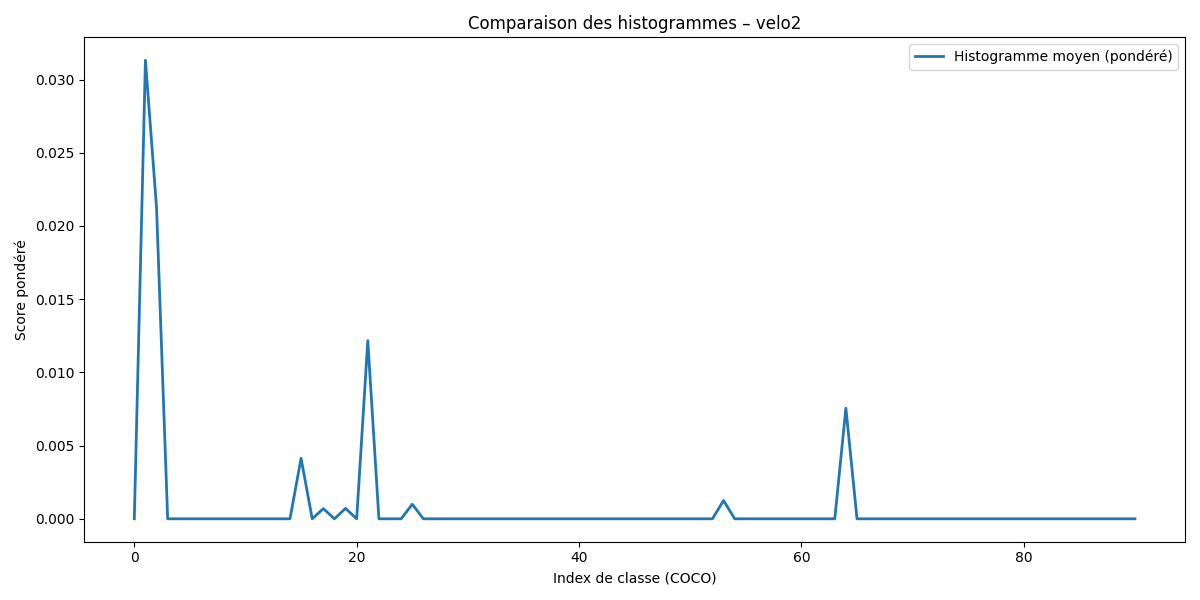 Comparaison des histogrammes – velo2
Histogramme moyen (pondéré)
Score pondéré
0.030
0.025
0.020
0.015
0.010
0.005
0.000
0 20 40 60 80
Index de classe (COCO)